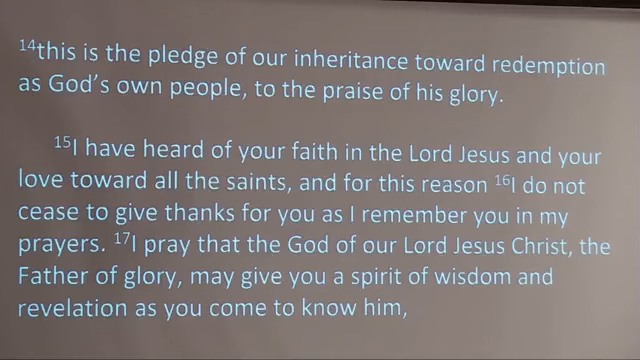 14this is the pledge of our inheritance toward redemption
as God’s own people, to the praise of his glory.
15I have heard of your faith in the Lord Jesus and your
love toward all the saints, and for this reason 16I do not
cease to give thanks for you as I remember you in my
prayers. 17I pray that the God of our Lord Jesus Christ, the
Father of glory, may give you a spirit of wisdom and
revelation as you come to know him,